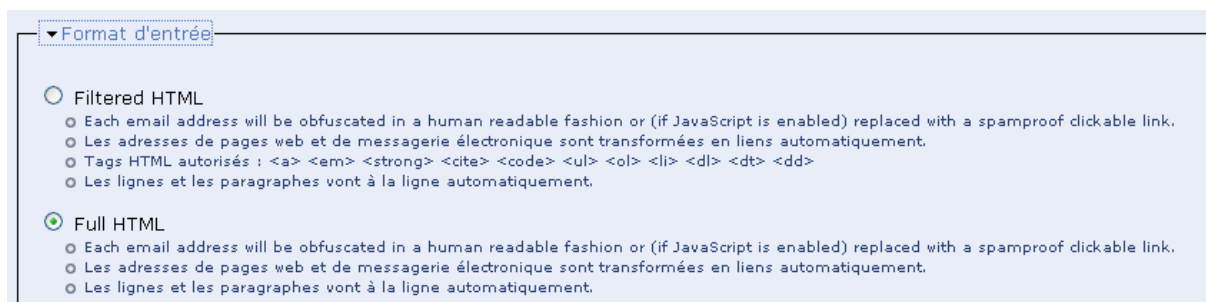 Format d'entrée
Filtered HTML
Each email address will be obfuscated in a human readable fashion or (if JavaScript is enabled) replaced with a spamproof clickable link.
Les adresses de pages web et de messagerie électronique sont transformées en liens automatiquement.
Tags HTML autorisés : <a> <em> <strong> <cite> <code> <ul> <ol> <li> <dl> <dt> <dd>
Les lignes et les paragraphes vont à la ligne automatiquement.
Full HTML
Each email address will be obfuscated in a human readable fashion or (if JavaScript is enabled) replaced with a spamproof clickable link.
Les adresses de pages web et de messagerie électronique sont transformées en liens automatiquement.
Les lignes et les paragraphes vont à la ligne automatiquement.